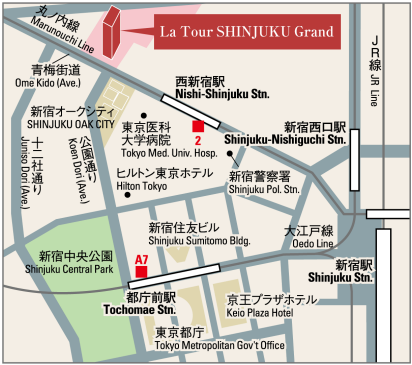 丸ノ内線
Marunouchi Line
La Tour SHINJUKU Grand
JR線
JR Line
青梅街道
Ome Kido (Ave.)
西新宿駅
Nishi-Shinjuku Stn.
新宿オークシティ
SHINJUKU OAK CITY
東京医科
大学病院
Tokyo Med. Univ. Hosp.
2
新宿西口駅
Shinjuku-Nishiguchi Stn.
十二社通り
Juniso Dori (Ave.)
公園通り
Koen Dori (Ave.)
ヒルトン東京ホテル
Hilton Tokyo
新宿警察署
Shinjuku Pol. Stn.
新宿住友ビル
Shinjuku Sumitomo Bldg.
大江戸線
Oedo Line
新宿中央公園
Shinjuku Central Park
A7
新宿駅
Shinjuku Stn.
都庁前駅
Tochomae Stn.
京王プラザホテル
Keio Plaza Hotel
東京都庁
Tokyo Metropolitan Gov't Office